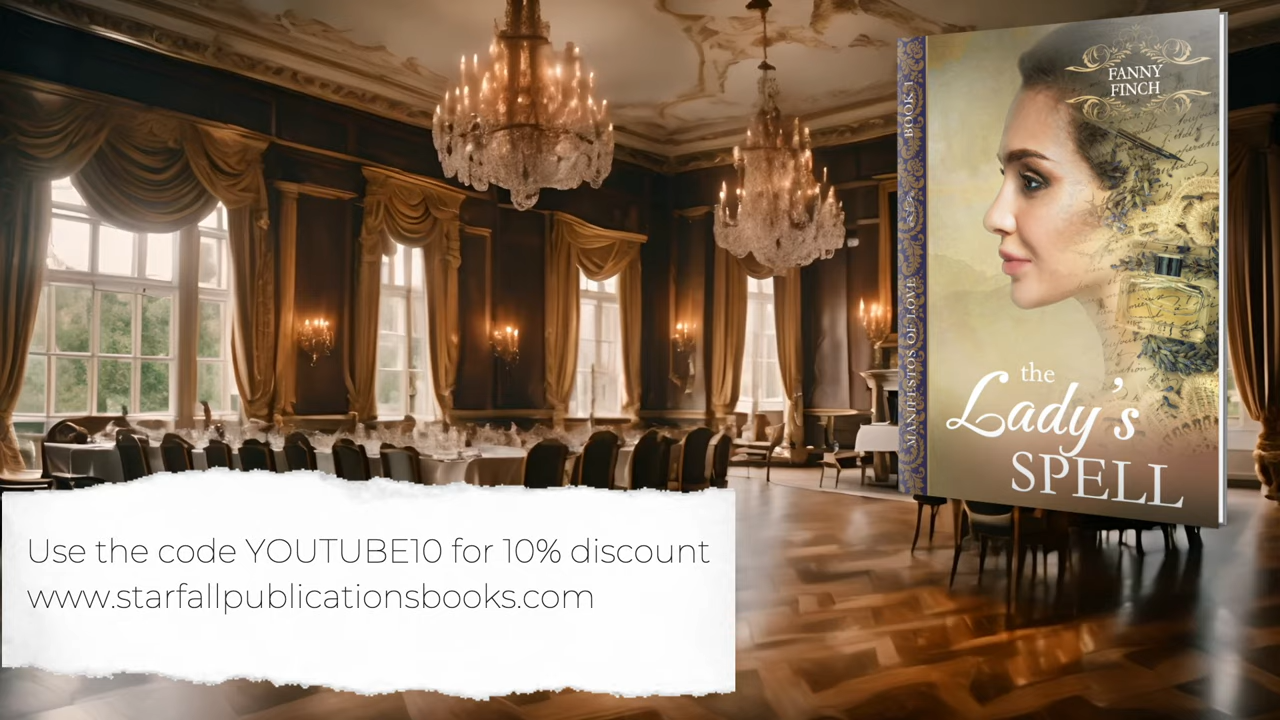 FANNY
FINCH
BOOK 1
MANIFESTOS OF LOVE
the
Lady's
SPELL
Use the code YOUTUBE10 for 10% discount
www.starfallpublicationsbooks.com